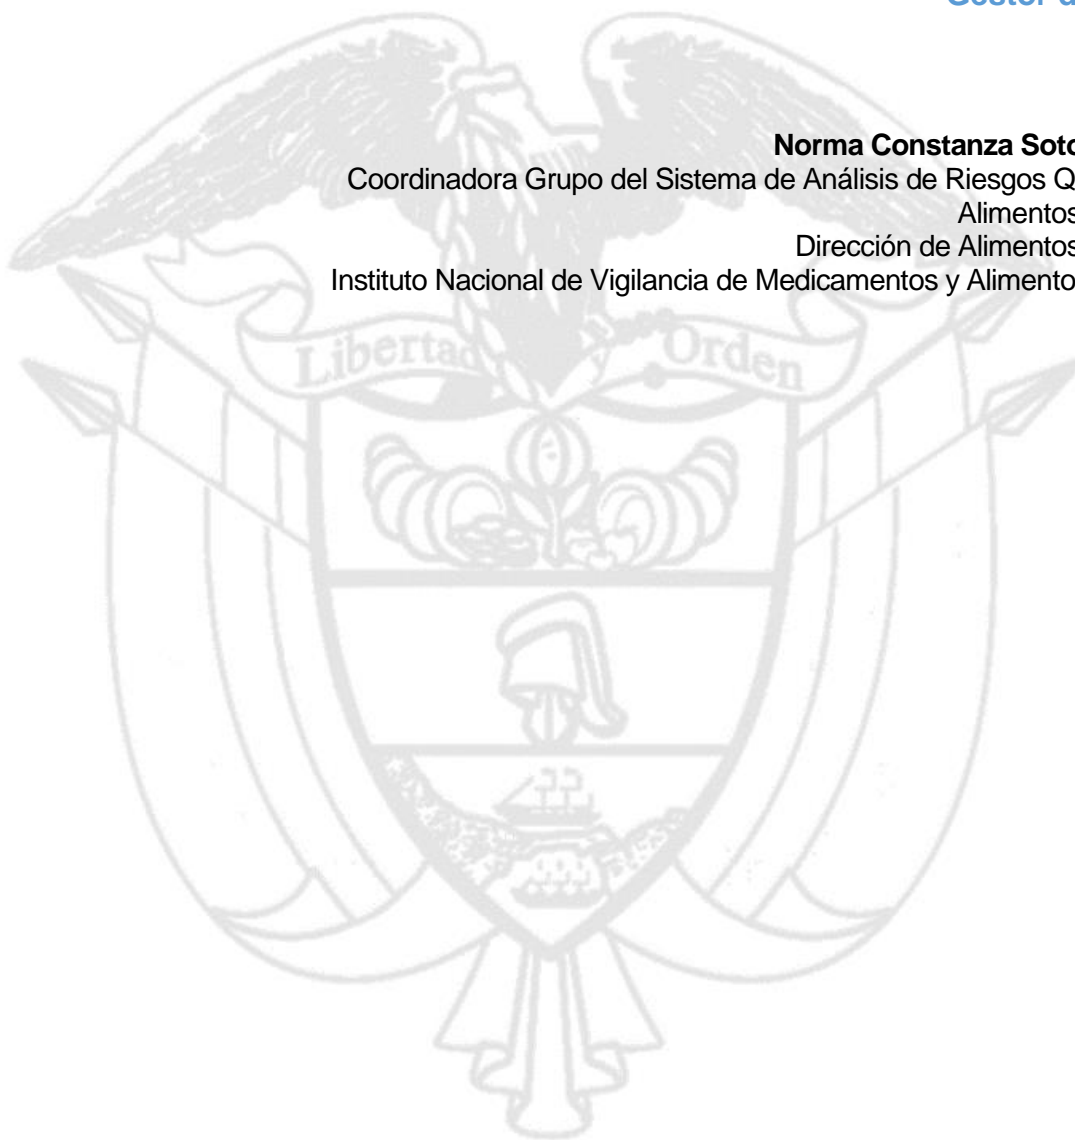 Norma Constanza Soto
Coordinadora Grupo del Sistema de Análisis de Riesgos Q
Alimentos
Dirección de Alimentos
Instituto Nacional de Vigilancia de Medicamentos y Alimento
Libertad Orden